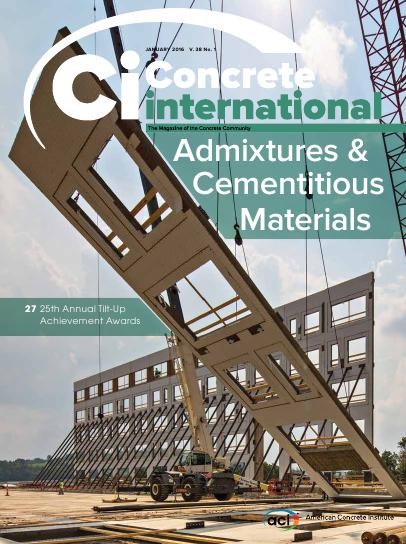 JANUARY 2016 V. 38 No. 1
Ci Concrete
international
The Magazine of the Concrete Community
Admixtures &
Cementitious
Materials
27 25th Annual Tilt-Up
Achievement Awards
aci American Concrete Institute